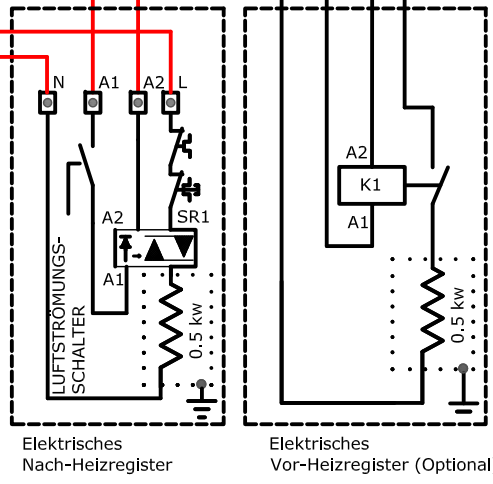 N A1 A2 L
A2 SR1
A1
LUFTSTRÖMUNGS-
SCHALTER
0.5 kw
Elektrisches
Nach-Heizregister
A2
K1
A1
0.5 kw
Elektrisches
Vor-Heizregister (Optional